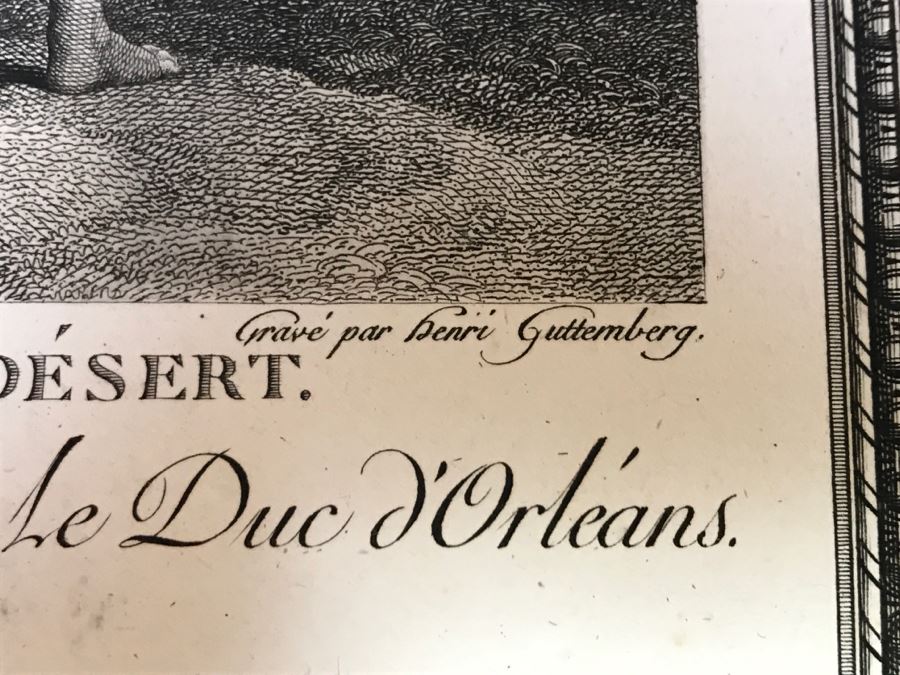 Gravé par Henri Guttemberg.
DÉSERT.
Le Duc d'Orléans.